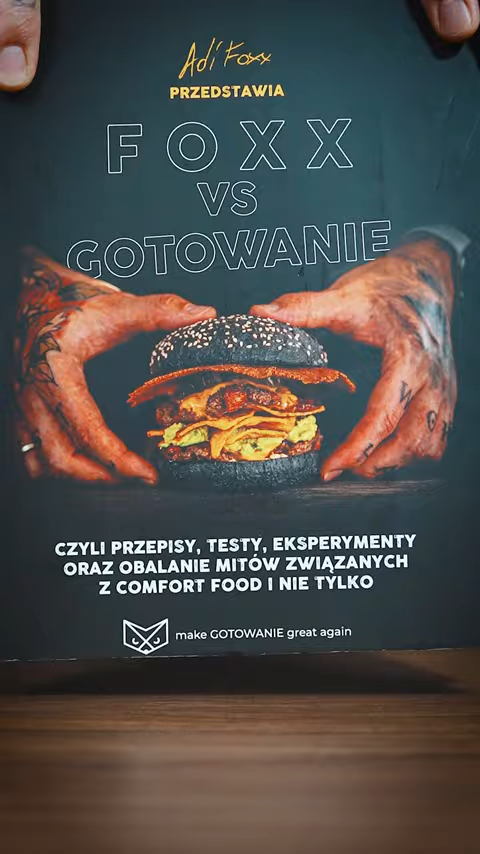 Adi Foxx
PRZEDSTAWIA
FOXX
VS
GOTOWANIE
CZYLI PRZEPISY, TESTY, EKSPERYMENTY
ORAZ OBALANIE MITÓW ZWIĄZANYCH
Z COMFORT FOOD I NIE TYLKO
make GOTOWANIE great again